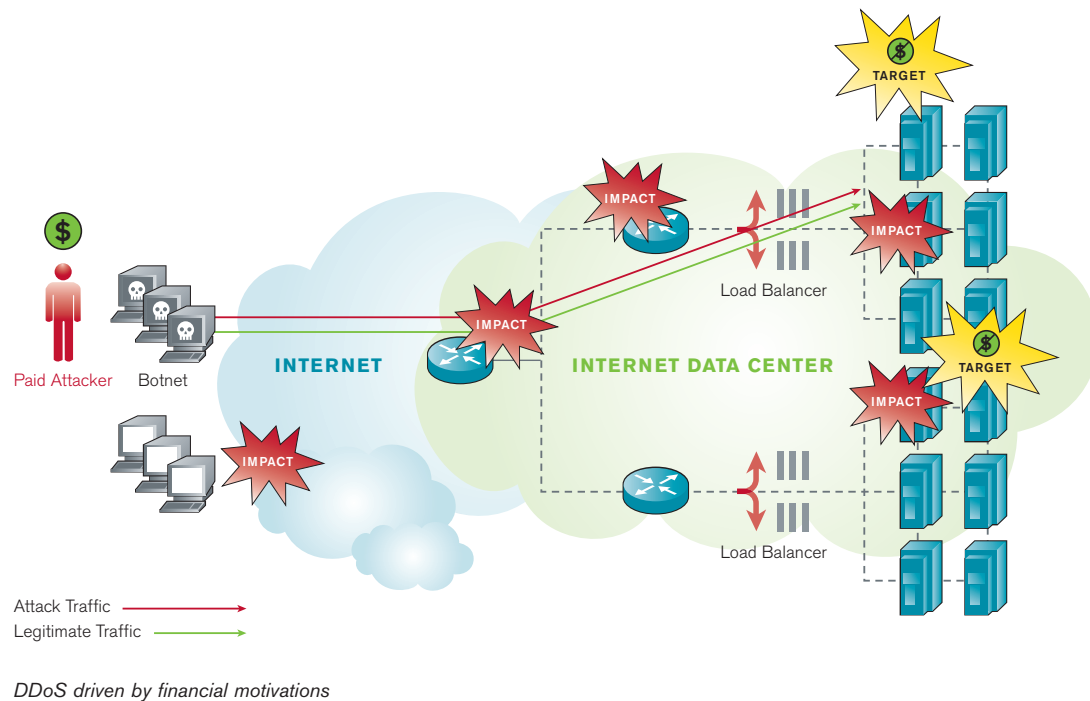 $
TARGET
IMPACT
$
IMPACT
Load Balancer
IMPACT
INTERNET
INTERNET DATA CENTER
$
TARGET
Paid Attacker
Botnet
IMPACT
IMPACT
Load Balancer
Attack Traffic
Legitimate Traffic
DDoS driven by financial motivations